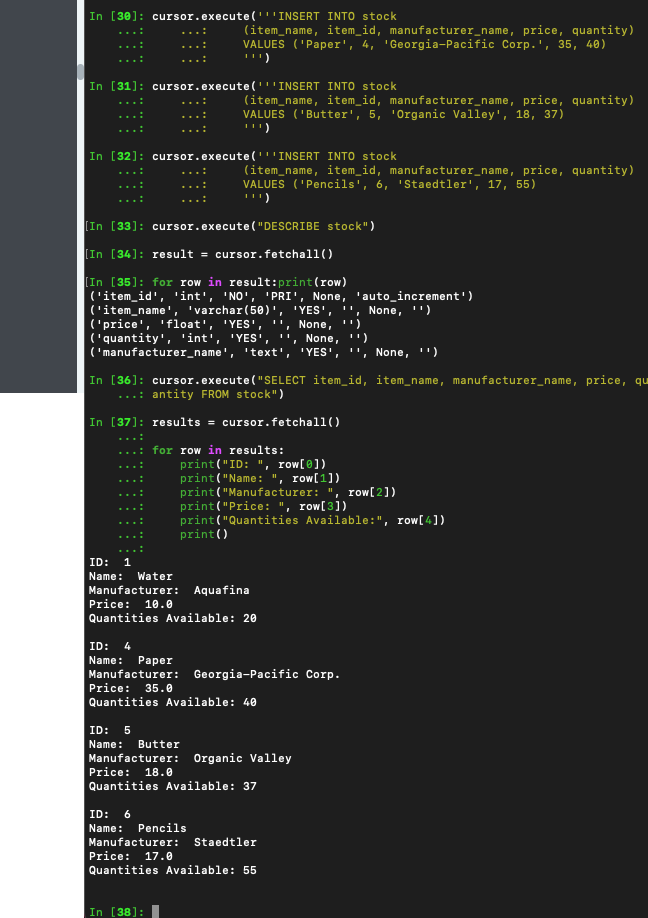 In [30]: cursor.execute('''INSERT INTO stock
...: ...: (item_name, item_id, manufacturer_name, price, quantity)
...: ...: VALUES ('Paper', 4, 'Georgia-Pacific Corp.', 35, 40)
...: ...: ''')
In [31]: cursor.execute('''INSERT INTO stock
...: ...: (item_name, item_id, manufacturer_name, price, quantity)
...: ...: VALUES ('Butter', 5, 'Organic Valley', 18, 37)
...: ...: ''')
In [32]: cursor.execute('''INSERT INTO stock
...: ...: (item_name, item_id, manufacturer_name, price, quantity)
...: ...: VALUES ('Pencils', 6, 'Staedtler', 17, 55)
...: ...: ''')
[In [33]: cursor.execute("DESCRIBE stock")
[In [34]: result = cursor.fetchall()
[In [35]: for row in result:print(row)
('item_id', 'int', 'NO', 'PRI', None, 'auto_increment')
('item_name', 'varchar(50)', 'YES', '', None, '')
('price', 'float', 'YES', '', None, '')
('quantity', 'int', 'YES', '', None, '')
('manufacturer_name', 'text', 'YES', '', None, '')
In [36]: cursor.execute("SELECT item_id, item_name, manufacturer_name, price, qu
...: antity FROM stock")
In [37]: results = cursor.fetchall()
...:
...: for row in results:
...: print("ID: ", row[0])
...: print("Name: ", row[1])
...: print("Manufacturer: ", row[2])
...: print("Price: ", row[3])
...: print("Quantities Available:", row[4])
...: print()
...:
ID: 1
Name: Water
Manufacturer: Aquafina
Price: 10.0
Quantities Available: 20
ID: 4
Name: Paper
Manufacturer: Georgia-Pacific Corp.
Price: 35.0
Quantities Available: 40
ID: 5
Name: Butter
Manufacturer: Organic Valley
Price: 18.0
Quantities Available: 37
ID: 6
Name: Pencils
Manufacturer: Staedtler
Price: 17.0
Quantities Available: 55
In [38]: